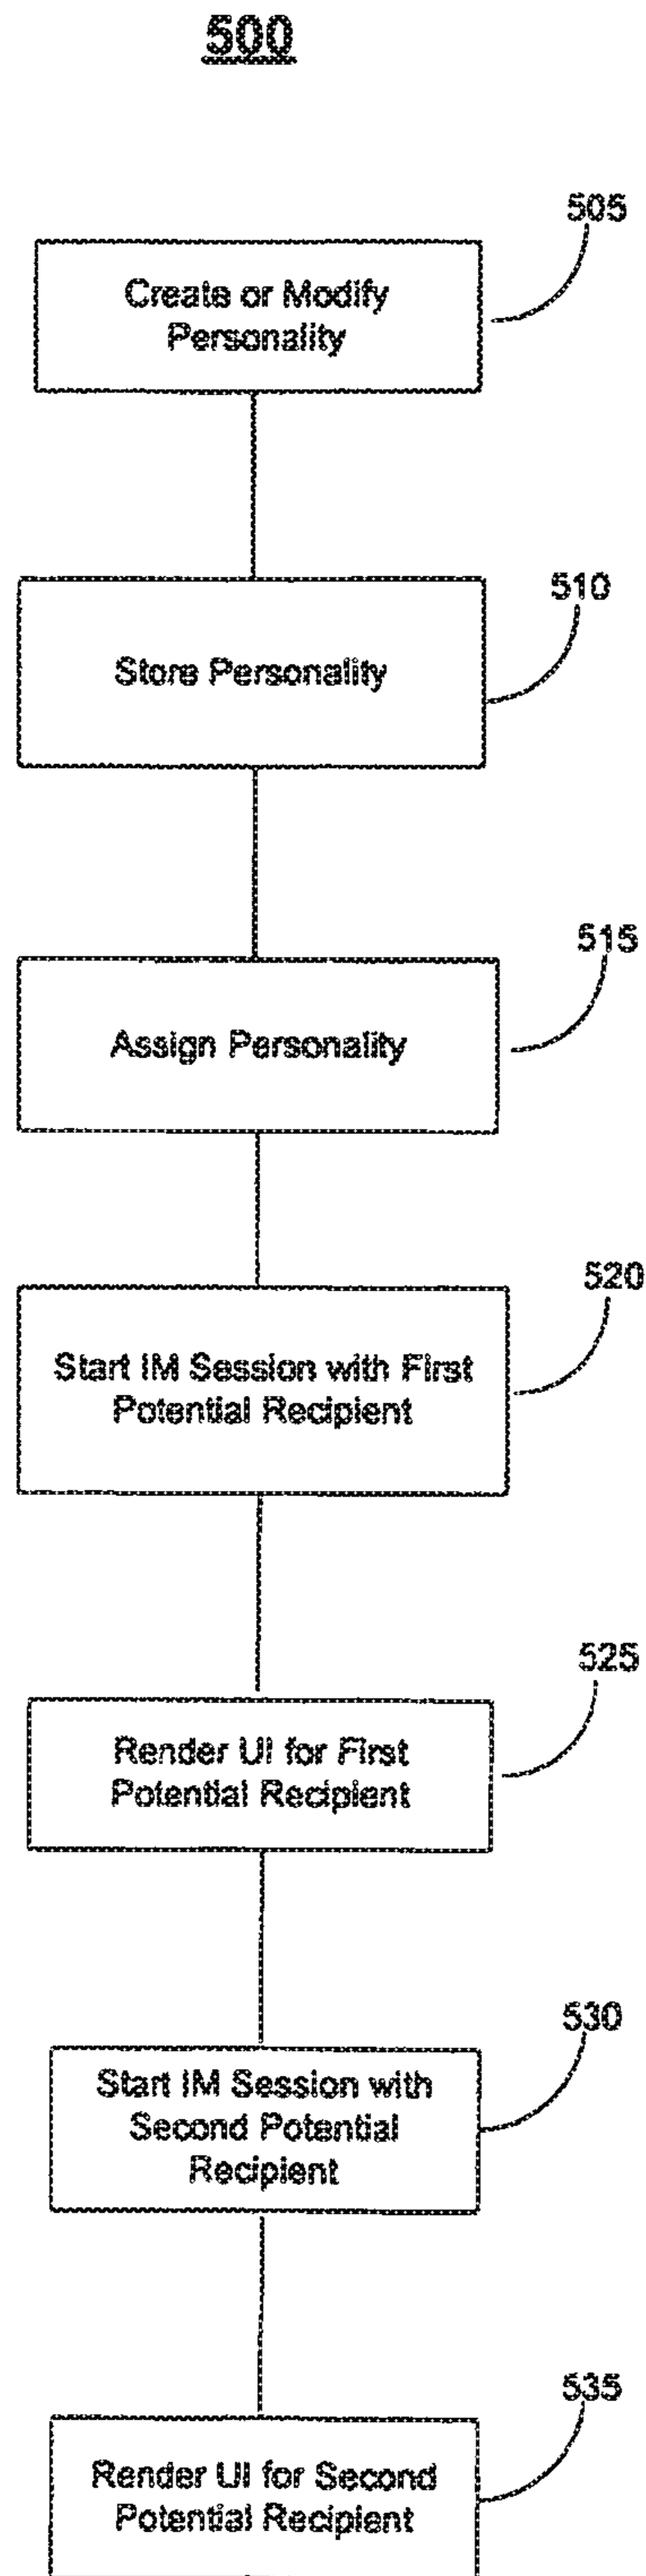 500
505
Create or Modify
Personality
510
Store Personality
515
Assign Personality
520
Start IM Session with First
Potential Recipient
525
Render UI for First
Potential Recipient
530
Start IM Session with
Second Potential
Recipient
535
Render UI for Second
Potential Recipient